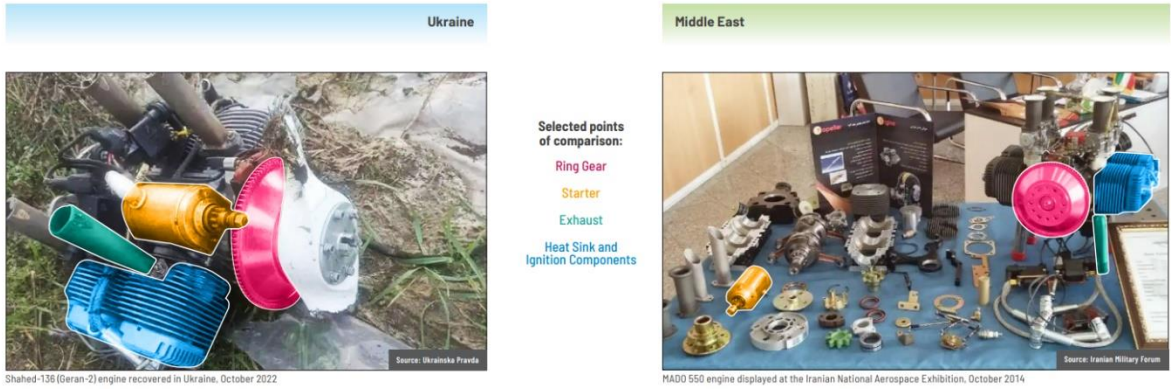 Ukraine
Middle East
Selected points
of comparison:
Ring Gear
Starter
Exhaust
Heat Sink and
Ignition Components
Source: Ukrainska Pravda
Source: Iranian Military Forum
Shahed-136 (Geran-2) engine recovered in Ukraine, October 2022
MADO 550 engine displayed at the Iranian National Aerospace Exhibition, October 2014